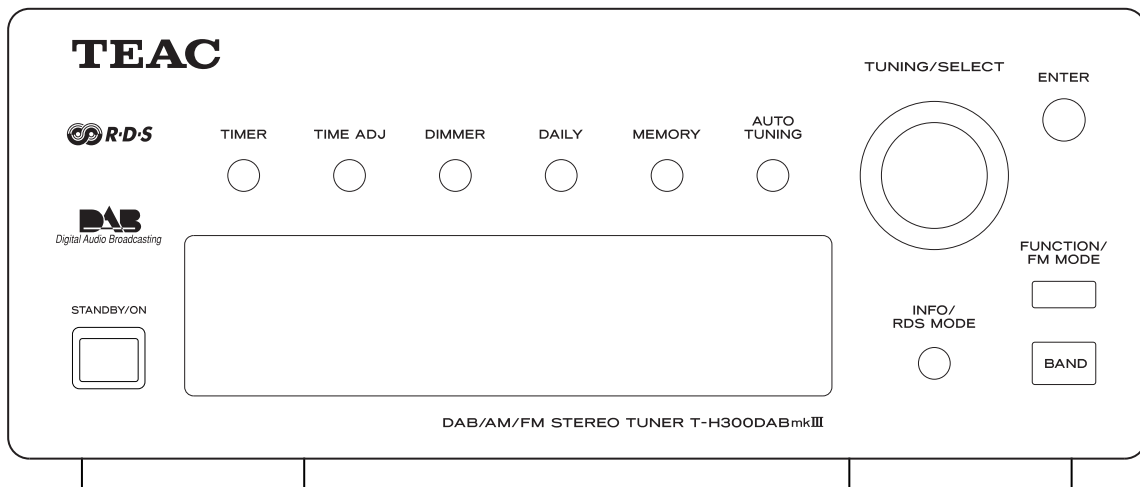 TEAC
TUNING/SELECT
ENTER
R·D·S
TIMER
TIME ADJ
DIMMER
DAILY
MEMORY
AUTO
TUNING
DAB
Digital Audio Broadcasting
FUNCTION/
FM MODE
STANDBY/ON
INFO/
RDS MODE
BAND
DAB/AM/FM STEREO TUNER T-H300DABmkIII